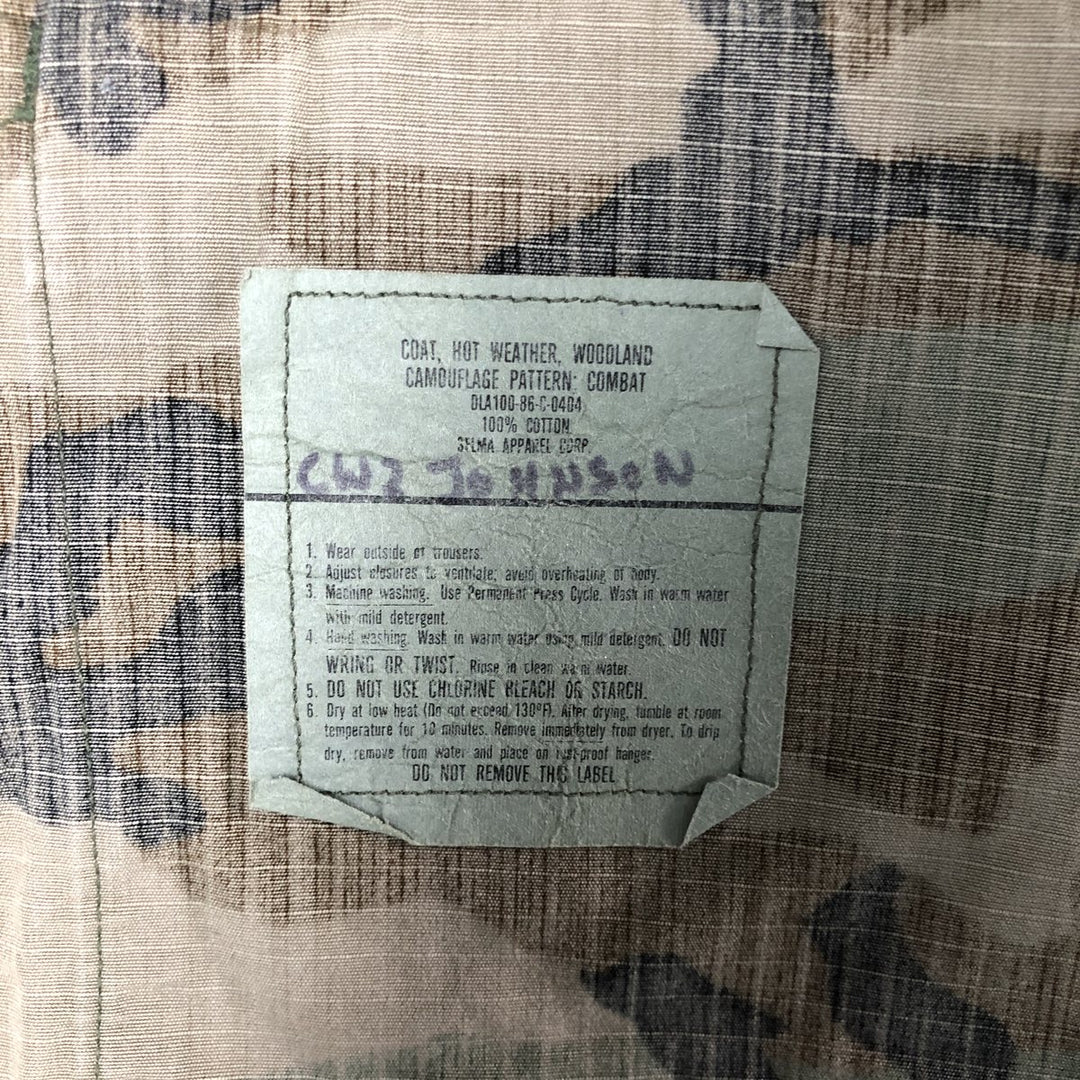 COAT, HOT WEATHER, WOODLAND
CAMOUFLAGE PATTERN: COMBAT
DLA100-86-C-0404
100% COTTON
SELMA APPAREL CORP.
CW2 JOHNSON
1. Wear outside of trousers.
2. Adjust closures to ventilate; avoid overheating of body.
3. Machine washing. Use Permanent Press Cycle. Wash in warm water
with mild detergent.
4. Hand washing. Wash in warm water using mild detergent. DO NOT
WRING OR TWIST. Rinse in clean warm water.
5. DO NOT USE CHLORINE BLEACH OR STARCH.
6. Dry at low heat (Do not exceed 130°F). After drying, tumble at room
temperature for 10 minutes. Remove immediately from dryer. To drip
dry, remove from water and place on rust-proof hanger.
DO NOT REMOVE THIS LABEL